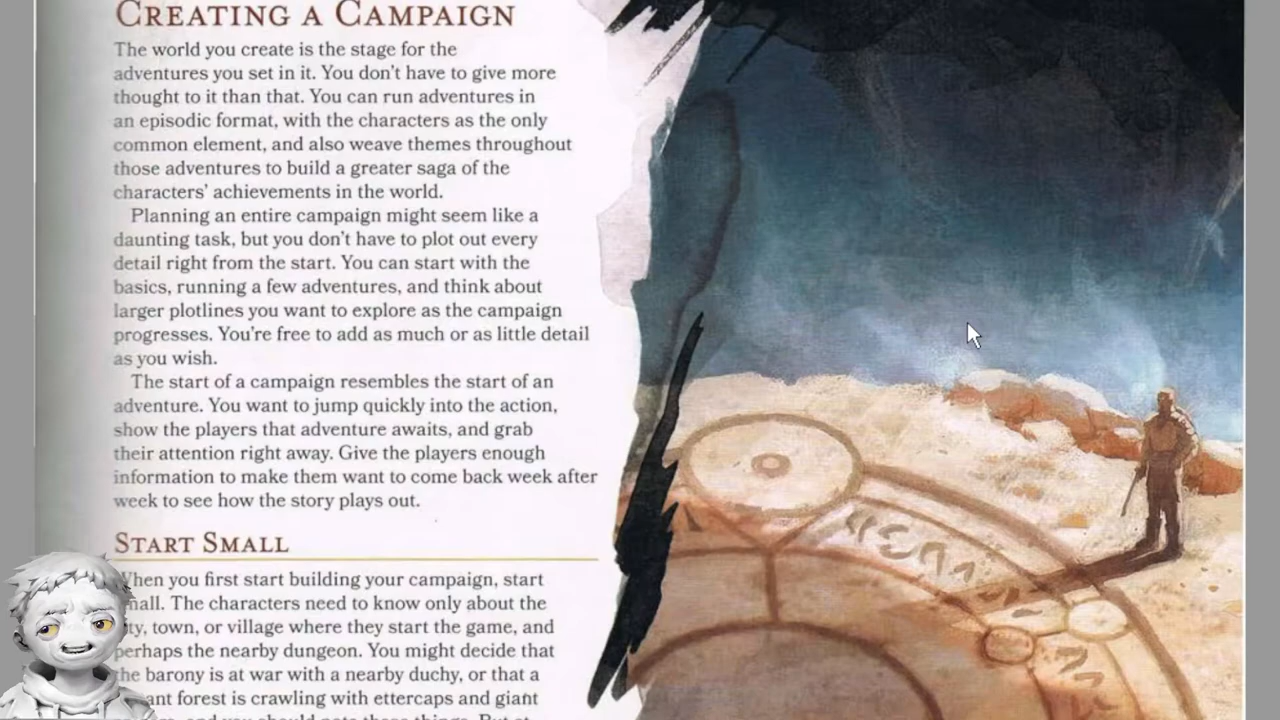 CREATING A CAMPAIGN
The world you create is the stage for the
adventures you set in it. You don't have to give more
thought to it than that. You can run adventures in
an episodic format, with the characters as the only
common element, and also weave themes throughout
those adventures to build a greater saga of the
characters' achievements in the world.
Planning an entire campaign might seem like a
daunting task, but you don't have to plot out every
detail right from the start. You can start with the
basics, running a few adventures, and think about
larger plotlines you want to explore as the campaign
progresses. You're free to add as much or as little detail
as you wish.
The start of a campaign resembles the start of an
adventure. You want to jump quickly into the action,
show the players that adventure awaits, and grab
their attention right away. Give the players enough
information to make them want to come back week after
week to see how the story plays out.
START SMALL
When you first start building your campaign, start
small. The characters need to know only about the
city, town, or village where they start the game, and
perhaps the nearby dungeon. You might decide that
the barony is at war with a nearby duchy, or that a
forest is crawling with ettercaps and giant